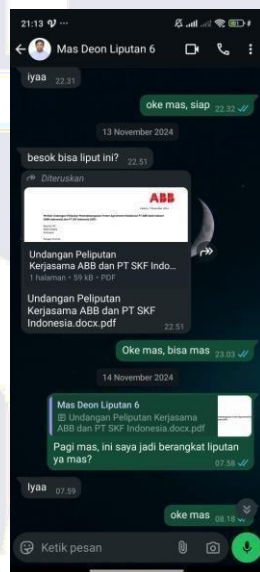 21:13
Mas Deon Liputan 6
iyaa 22.31
oke mas, siap 22.32
13 November 2024
besok bisa liput ini? 22.51
Diteruskan
ABB
Undangan Peliputan
Kerjasama ABB dan PT SKF Indo...
1 halaman • 59 kB • PDF
Undangan Peliputan
Kerjasama ABB dan PT SKF
Indonesia.docx.pdf 22.51
Oke mas, bisa mas 23.03
14 November 2024
Mas Deon Liputan 6
Undangan Peliputan Kerjasama
ABB dan PT SKF Indonesia.docx.pdf
Pagi mas, ini saya jadi berangkat liputan
ya mas? 07.58
Iyaa 07.59
oke mas 08.18
Ketik pesan